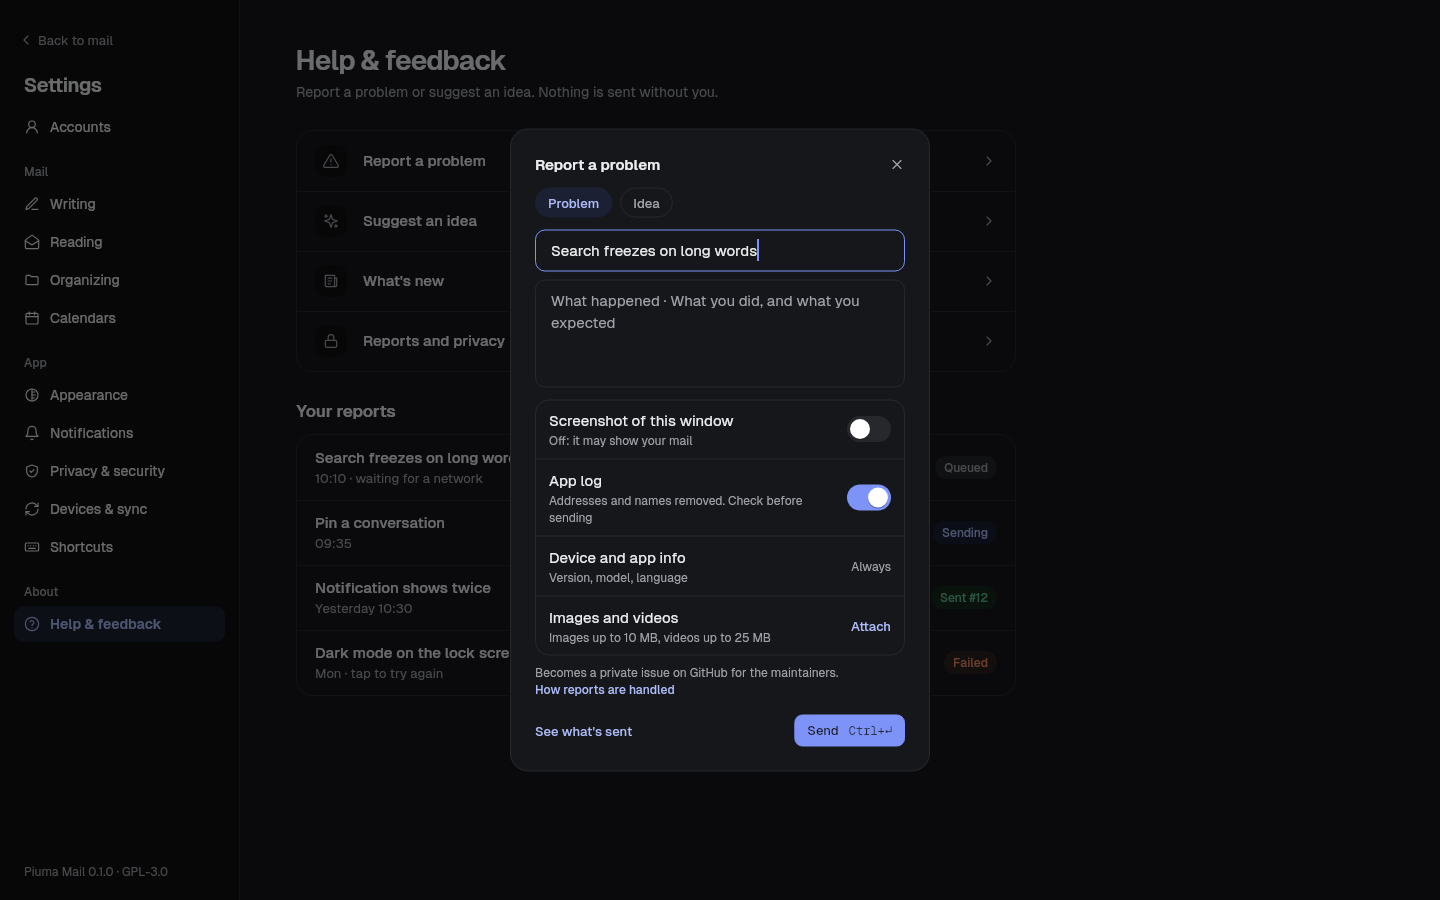 Back to mail
Settings
Accounts
Mail
Writing
Reading
Organizing
Calendars
App
Appearance
Notifications
Privacy & security
Devices & sync
Shortcuts
About
Help & feedback
Piuma Mail 0.1.0 · GPL-3.0
Help & feedback
Report a problem or suggest an idea. Nothing is sent without you.
Report a problem
Suggest an idea
What's new
Reports and privacy
Your reports
Search freezes on long
10:10 · waiting for a network
Queued
Pin a conversation
09:35
Sending
Notification shows twice
Yesterday 10:30
Sent #12
Dark mode on the lock
Mon · tap to try again
Failed
Report a problem
Problem
Idea
Search freezes on long words
What happened · What you did, and what you
expected
Screenshot of this window
Off: it may show your mail
App log
Addresses and names removed. Check before
sending
Device and app info
Version, model, language
Always
Images and videos
Images up to 10 MB, videos up to 25 MB
Attach
Becomes a private issue on GitHub for the maintainers.
How reports are handled
See what's sent
Send Ctrl+↵